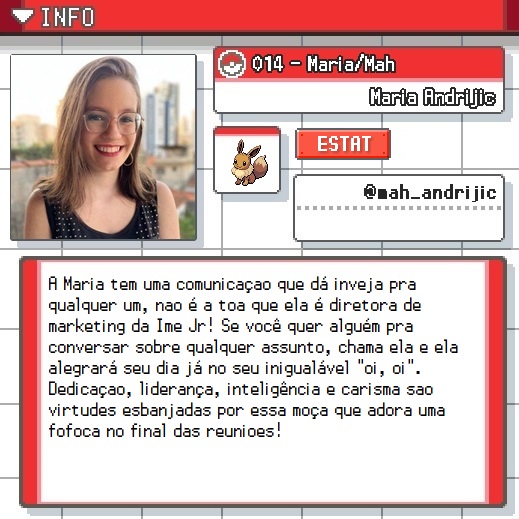 INFO
014 - Maria/Mah
Maria Andrijic
ESTAT
@mah_andrijic
A Maria tem uma comunicaçao que dá inveja pra
qualquer um, nao é a toa que ela é diretora de
marketing da Ime Jr! Se você quer alguém pra
conversar sobre qualquer assunto, chama ela e ela
alegrará seu dia já no seu inigualável "oi, oi".
Dedicaçao, liderança, inteligência e carisma sao
virtudes esbanjadas por essa moça que adora uma
fofoca no final das reunioes!